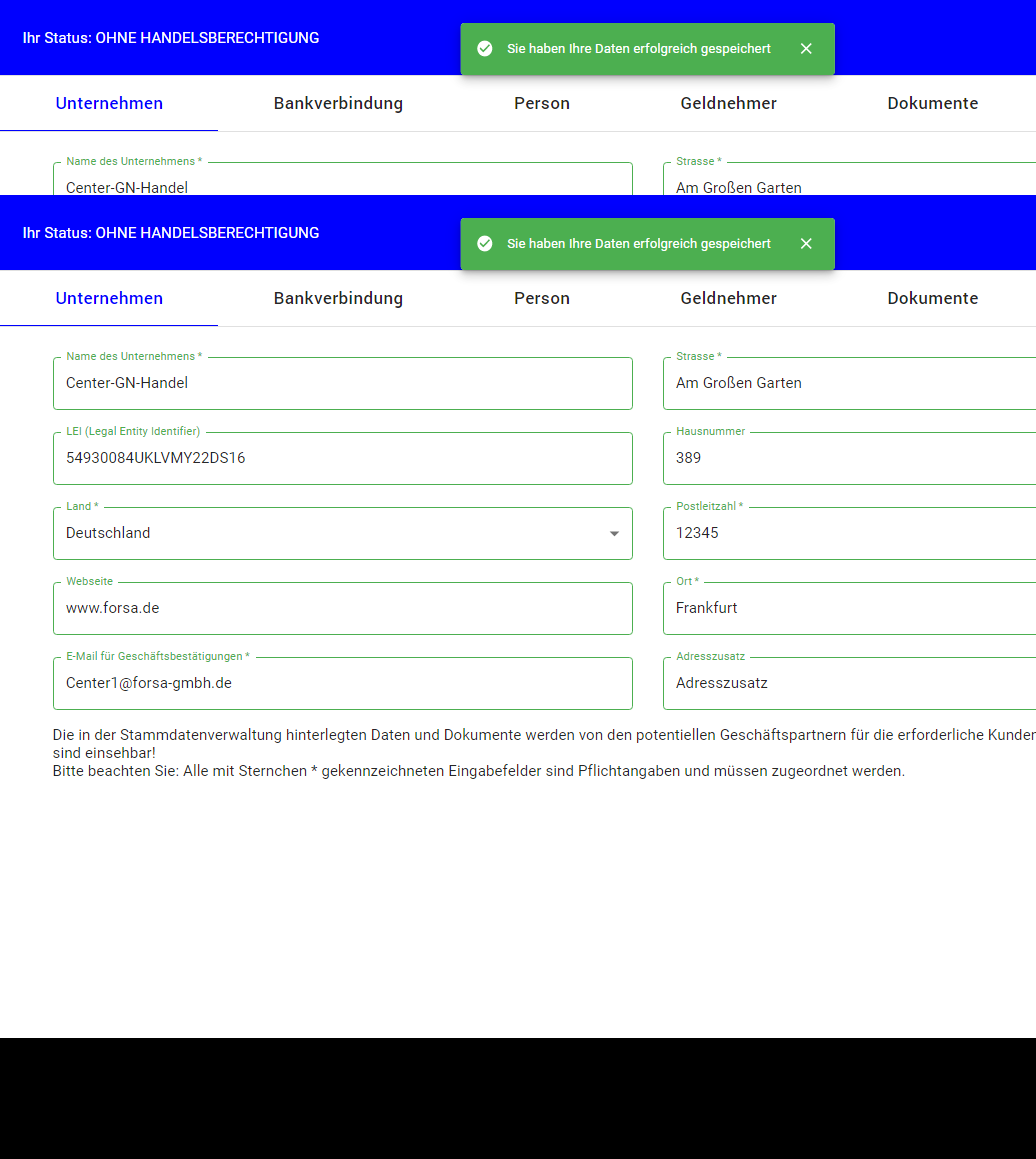 Ihr Status: OHNE HANDELSBERECHTIGUNG
Sie haben Ihre Daten erfolgreich gespeichert
Unternehmen Bankverbindung Person Geldnehmer Dokumente
Name des Unternehmens * Strasse *
Center-GN-Handel Am Großen Garten
Ihr Status: OHNE HANDELSBERECHTIGUNG
Sie haben Ihre Daten erfolgreich gespeichert
Unternehmen Bankverbindung Person Geldnehmer Dokumente
Name des Unternehmens * Strasse *
Center-GN-Handel Am Großen Garten
LEI (Legal Entity Identifier) Hausnummer
54930084UKLVMY22DS16 389
Land * Postleitzahl *
Deutschland 12345
Webseite Ort *
www.forsa.de Frankfurt
E-Mail für Geschäftsbestätigungen * Adresszusatz
Center1@forsa-gmbh.de Adresszusatz
Die in der Stammdatenverwaltung hinterlegten Daten und Dokumente werden von den potentiellen Geschäftspartnern für die erforderliche Kunden
sind einsehbar!
Bitte beachten Sie: Alle mit Sternchen * gekennzeichneten Eingabefelder sind Pflichtangaben und müssen zugeordnet werden.